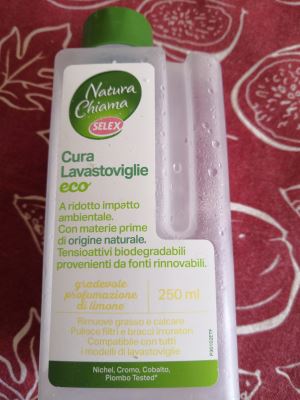 Natura
Chiama
SELEX
Cura
Lavastoviglie
eco
A ridotto impatto
ambientale.
Con materie prime
di origine naturale.
Tensioattivi biodegradabili
provenienti da fonti rinnovabili.
gradevole
profumazione
di limone
250 ml
Rimuove grasso e calcare
Pulisce filtri e bracci irroratori
Compatibile con tutti
i modelli di lavastoviglie
Nichel, Cromo, Cobalto,
Piombo Tested*